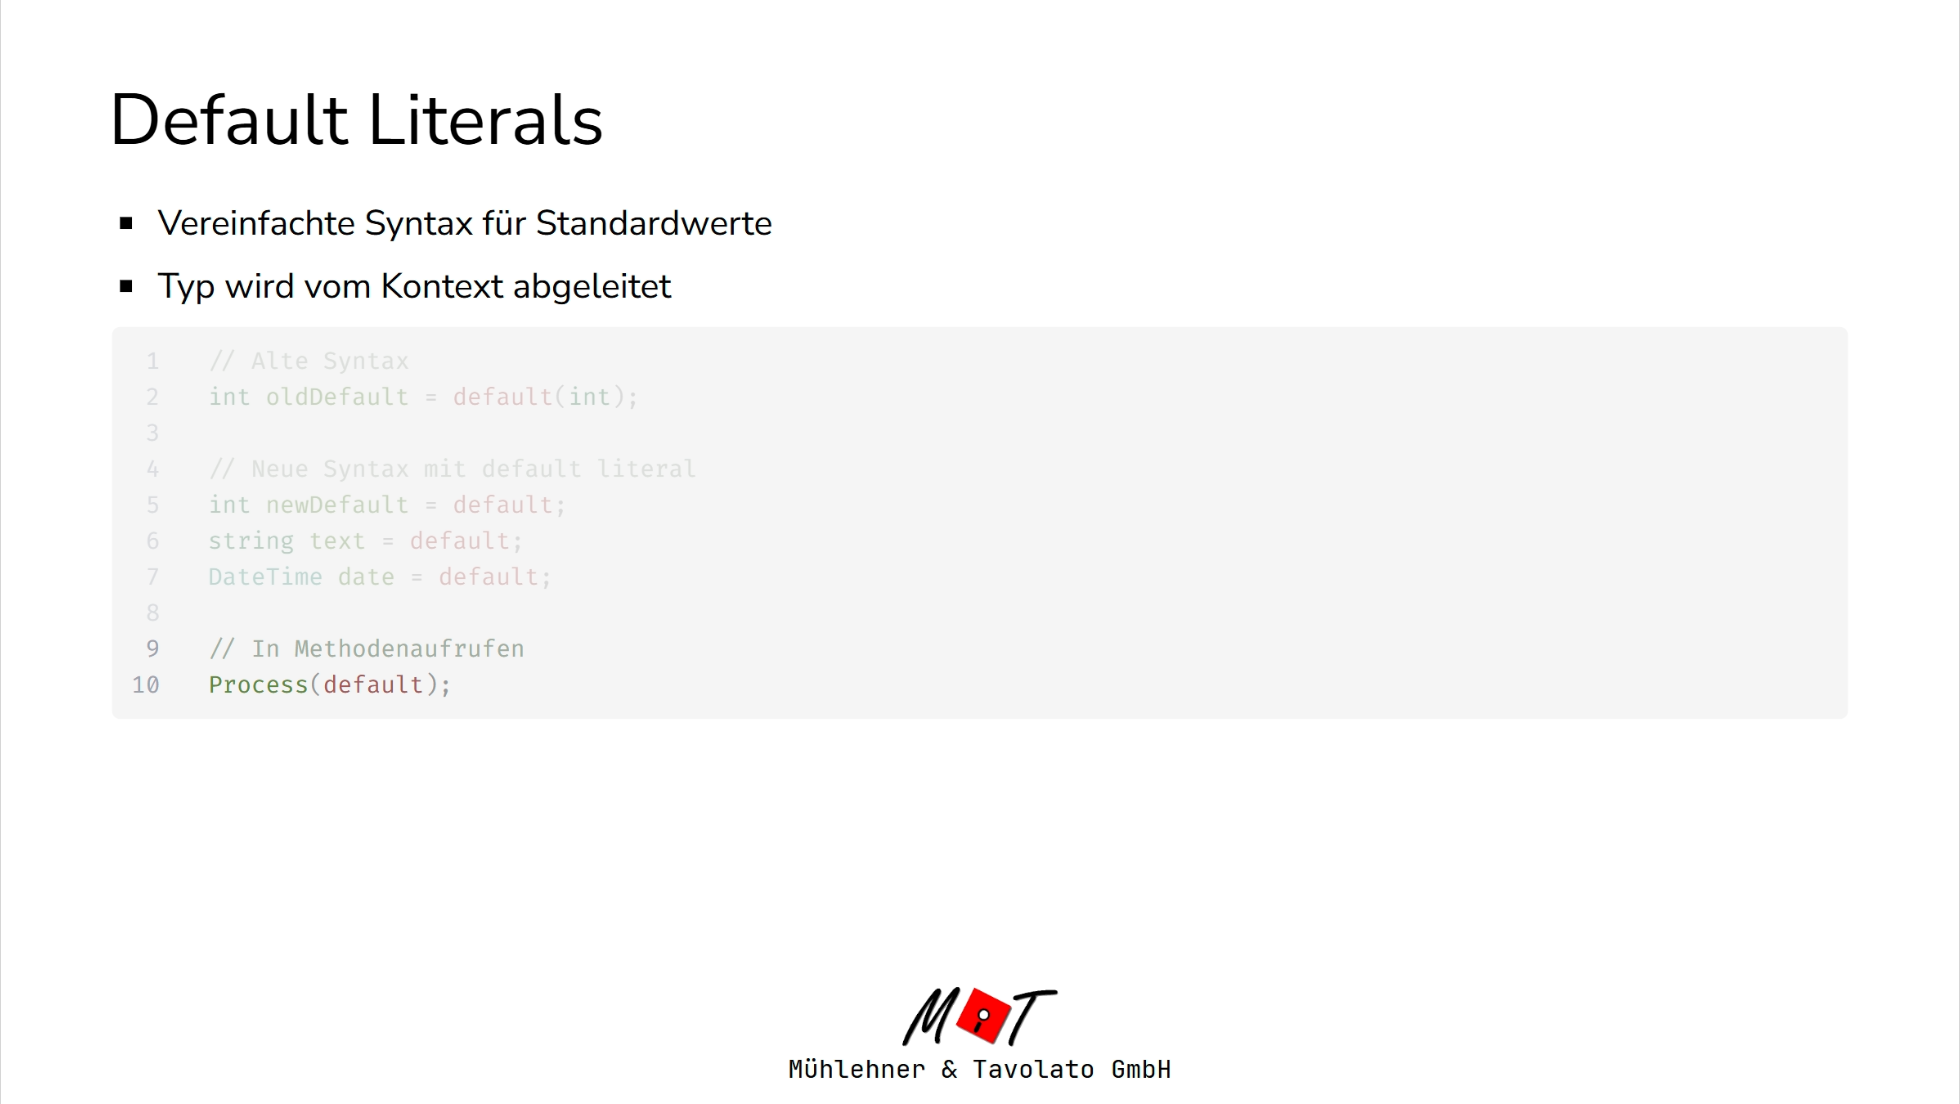 Default Literals
▪ Vereinfachte Syntax für Standardwerte
▪ Typ wird vom Kontext abgeleitet
1 // Alte Syntax
2 int oldDefault = default(int);
3
4 // Neue Syntax mit default literal
5 int newDefault = default;
6 string text = default;
7 DateTime date = default;
8
9 // In Methodenaufrufen
10 Process(default);
M T
Mühlehner & Tavolato GmbH